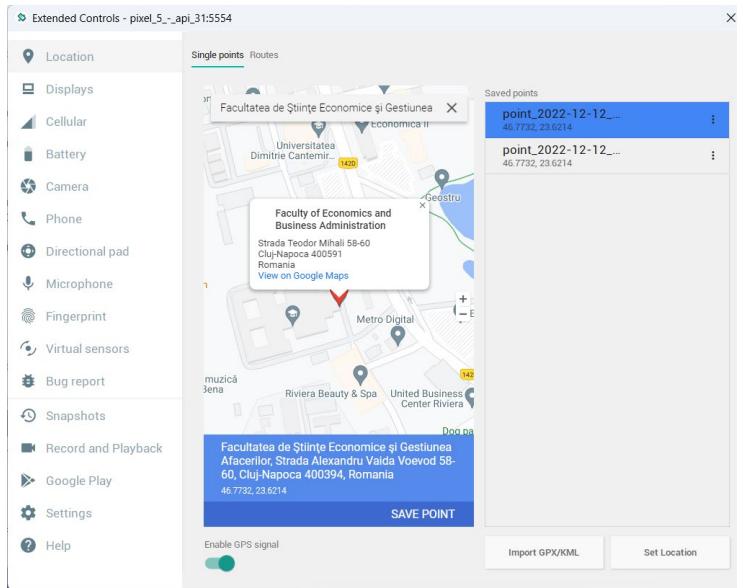 Extended Controls - pixel_5_-_api_31:5554
Location
Displays
Cellular
Battery
Camera
Phone
Directional pad
Microphone
Fingerprint
Virtual sensors
Bug report
Snapshots
Record and Playback
Google Play
Settings
Help
Single points Routes
Facultatea de Științe Economice și Gestiunea
Economica II
Universitatea
Dimitrie Cantemir...
1420
Geostru
Faculty of Economics and
Business Administration
Strada Teodor Mihali 58-60
Cluj-Napoca 400591
Romania
View on Google Maps
Metro Digital
142
muzică
Riviera Beauty & Spa
United Business
Center Riviera
Dog pa
Facultatea de Științe Economice și Gestiunea
Afacerilor, Strada Alexandru Vaida Voevod 58-
60, Cluj-Napoca 400394, Romania
46.7732, 23.6214
SAVE POINT
Enable GPS signal
Saved points
point_2022-12-12_...
46.7732, 23.6214
point_2022-12-12_...
46.7732, 23.6214
Import GPX/KML
Set Location